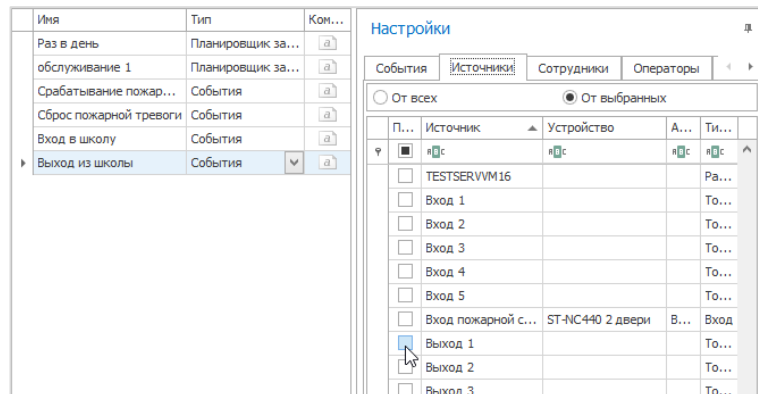 Имя Тип Ком...
Раз в день Планировщик за...
обслуживание 1 Планировщик за...
Срабатывание пожар... События
Сброс пожарной тревоги События
Вход в школу События
Выход из школы События
Настройки
События Источники Сотрудники Операторы
От всех От выбранных
П... Источник Устройство А... Ти...
TESTSERVVM16 Ра...
Вход 1 То...
Вход 2 То...
Вход 3 То...
Вход 4 То...
Вход 5 То...
Вход пожарной с... ST-NC440 2 двери В... Вход
Выход 1 То...
Выход 2 То...
Выход 3 То...